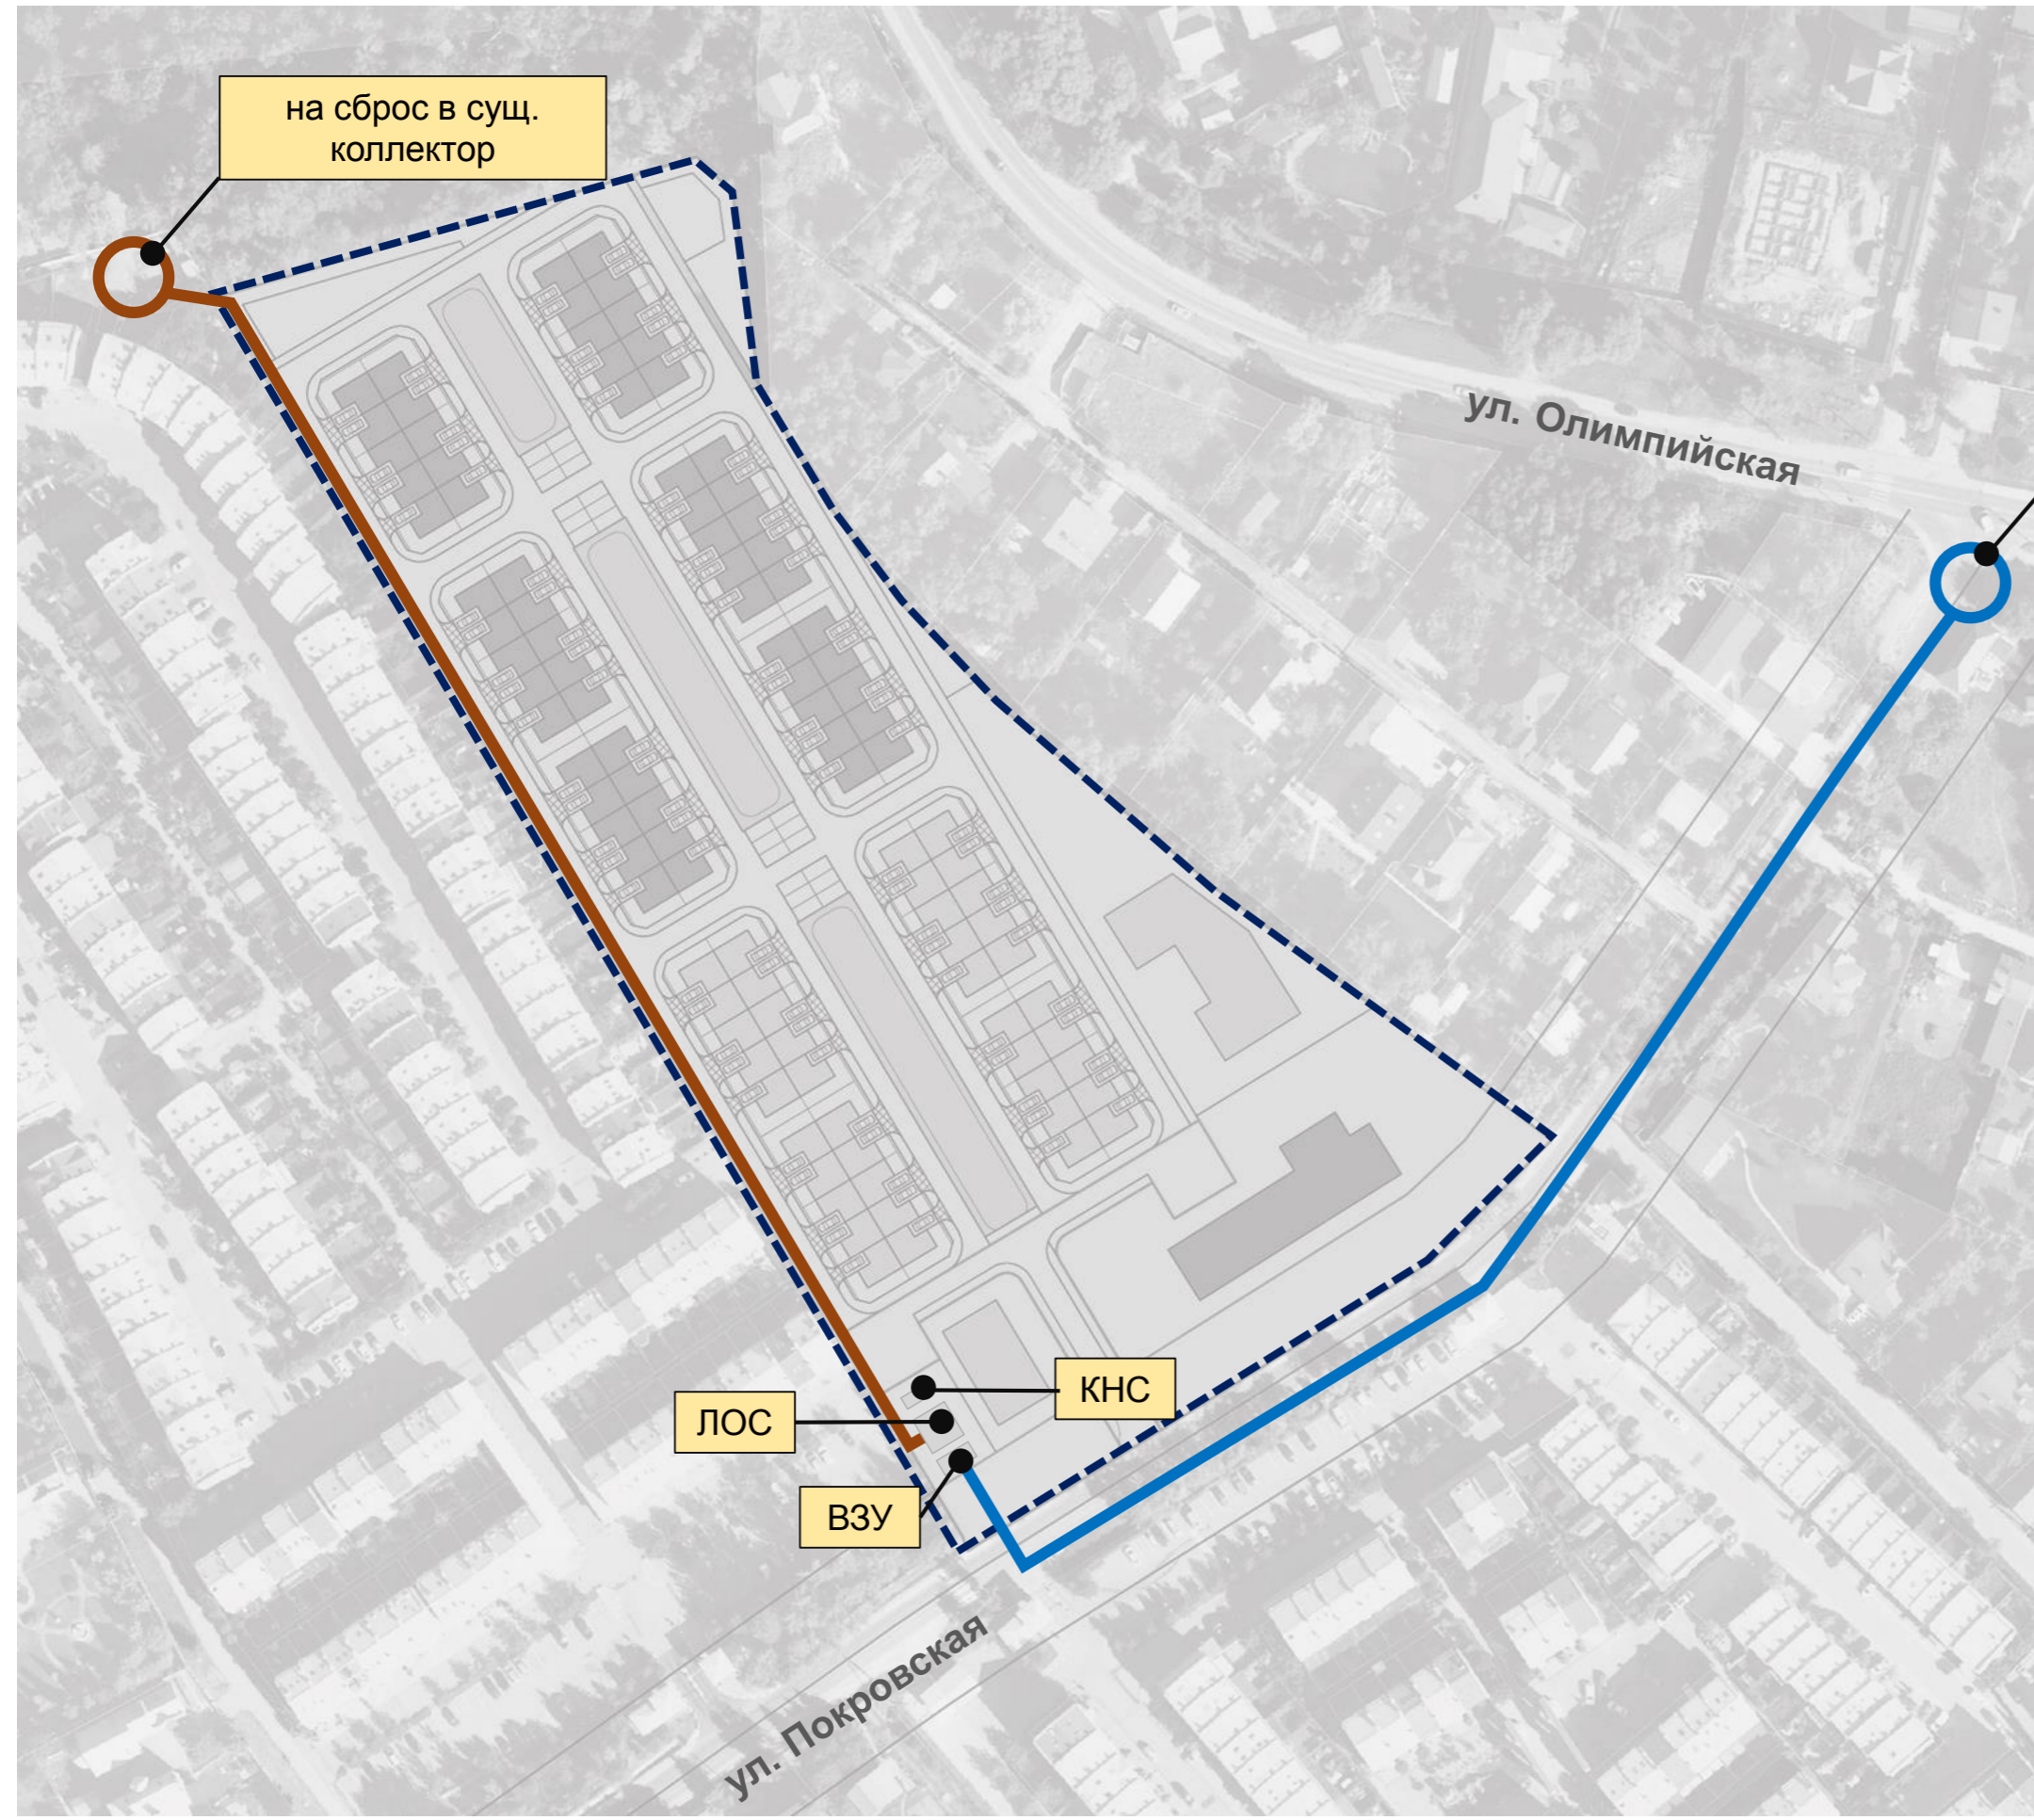 на сброс в сущ.
коллектор
ул. Олимпийская
КНС
ЛОС
ВЗУ
ул. Покровская